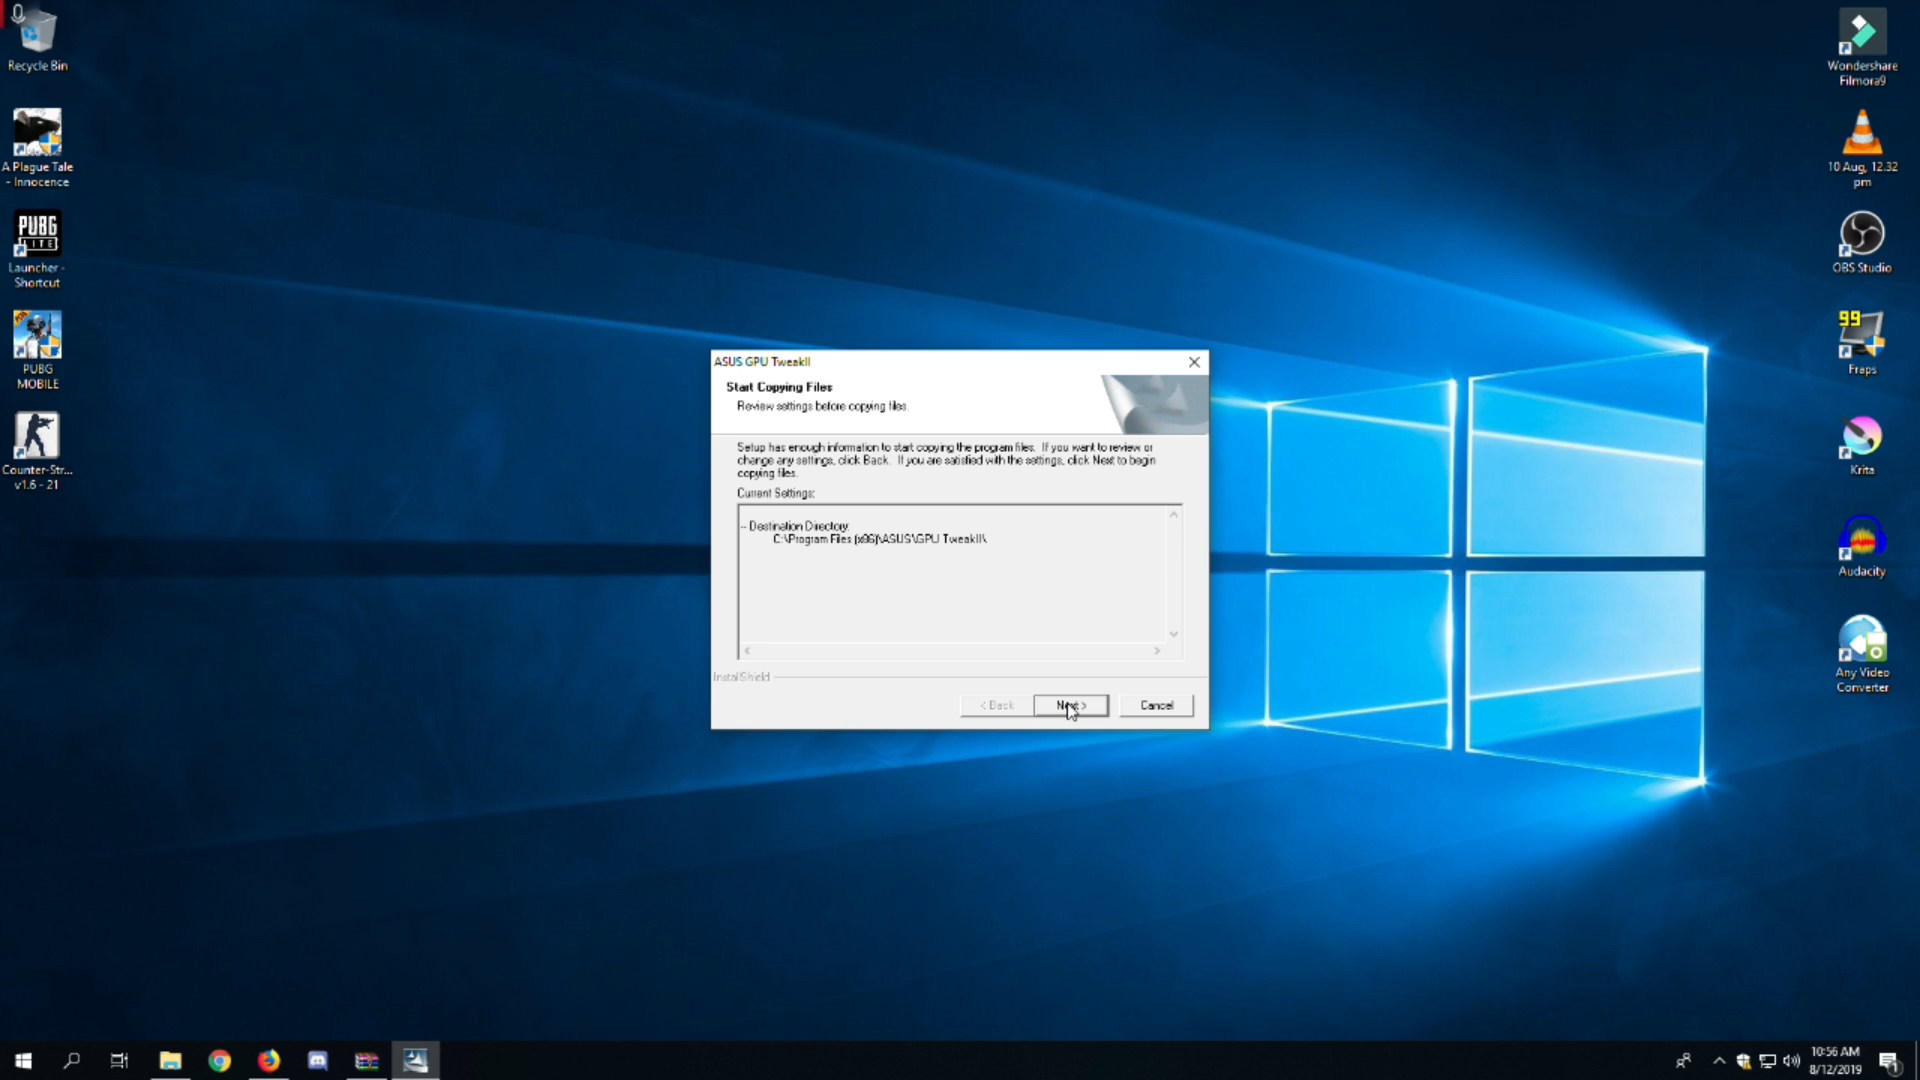 Recycle Bin
A Plague Tale
- Innocence
PUBG
LITE
Launcher -
Shortcut
PUBG
MOBILE
Counter-Str...
v1.6 - 21
ASUS GPU TweakII
Start Copying Files
Review settings before copying files.
Setup has enough information to start copying the program files. If you want to review or
change any settings, click Back. If you are satisfied with the settings, click Next to begin
copying files.
Current Settings:
-- Destination Directory:
C:\Program Files (x86)\ASUS\GPU TweakII\
InstallShield
< Back
Next >
Cancel
Wondershare
Filmora9
10 Aug, 12.32
pm
OBS Studio
99
Fraps
Krita
Audacity
Any Video
Converter
10:56 AM
8/12/2019
1